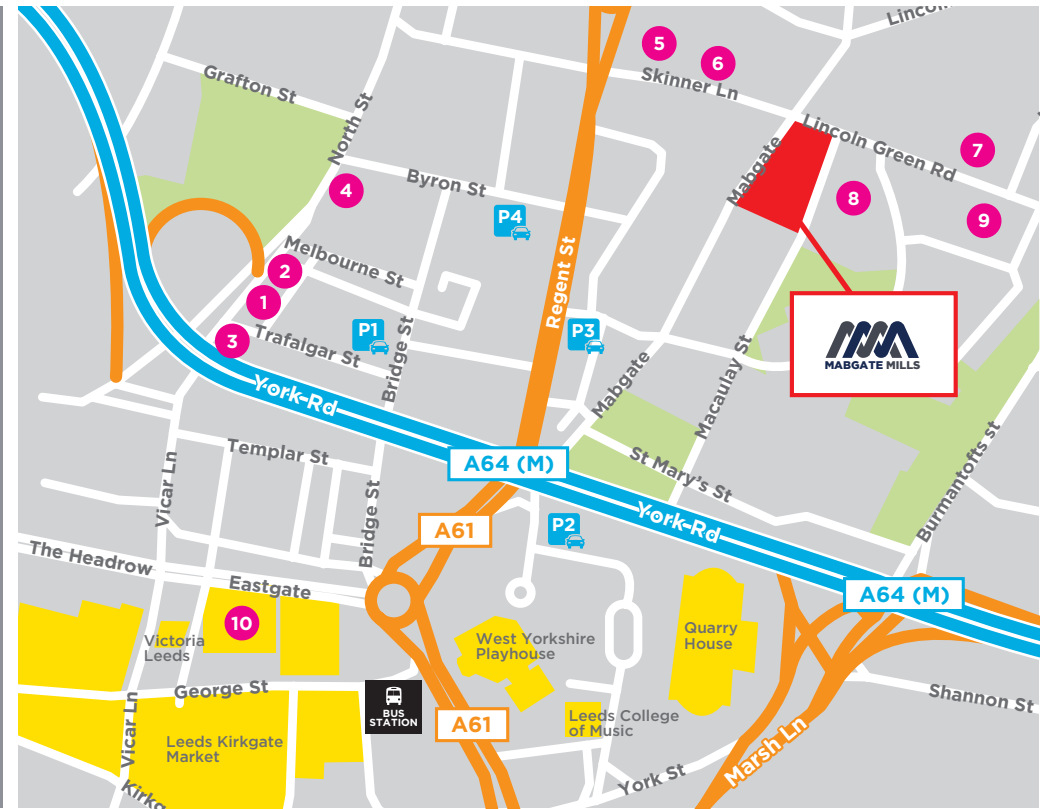 Lincol
5
6
Skinner Ln
Grafton St
North St
Lincoln Green Rd
7
Mabgate
4
Byron St
8
P4
9
Melbourne St
2
Regent St
1
3
Trafalgar St
P1
P3
Bridge St
MABGATE MILLS
Mabgate
Macaulay St
York Rd
Templar St
A64 (M)
St Mary's St
Burmantofts st
Vicar Ln
Bridge St
A61
P2
York Rd
The Headrow
Eastgate
A64 (M)
10
Victoria
Leeds
West Yorkshire
Playhouse
Quarry
House
George St
BUS
STATION
A61
Shannon St
Leeds College
of Music
Vicar Ln
Leeds Kirkgate
Market
Marsh Ln
York St
Kirkg